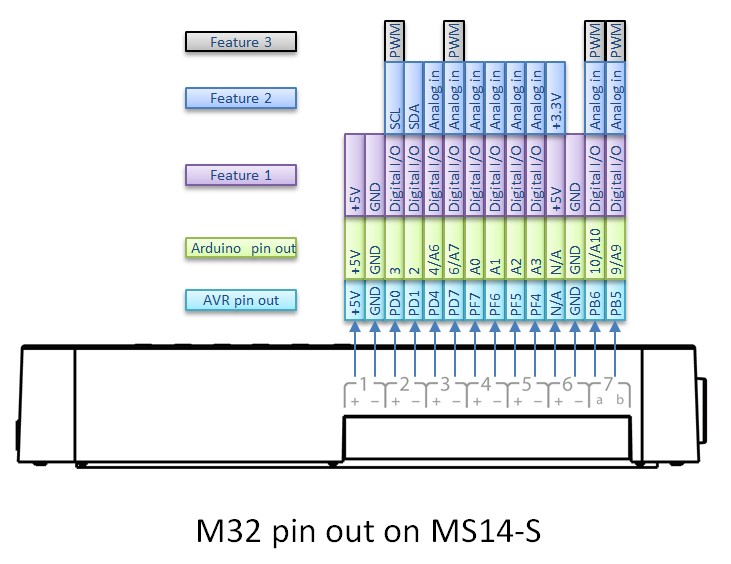 Feature 3 PWM PWM PWM PWM
Feature 2 SCL SDA Analog in Analog in Analog in Analog in Analog in Analog in +3.3V Analog in Analog in
Feature 1 +5V GND Digital I/O Digital I/O Digital I/O Digital I/O Digital I/O Digital I/O Digital I/O Digital I/O +5V GND Digital I/O Digital I/O
Arduino pin out +5V GND 3 2 4/A6 6/A7 A0 A1 A2 A3 N/A GND 10/A10 9/A9
AVR pin out +5V GND PD0 PD1 PD4 PD7 PF7 PF6 PF5 PF4 N/A GND PB6 PB5
1 2 3 4 5 6 7
+ − + − + − + − + − + − a b
M32 pin out on MS14-S